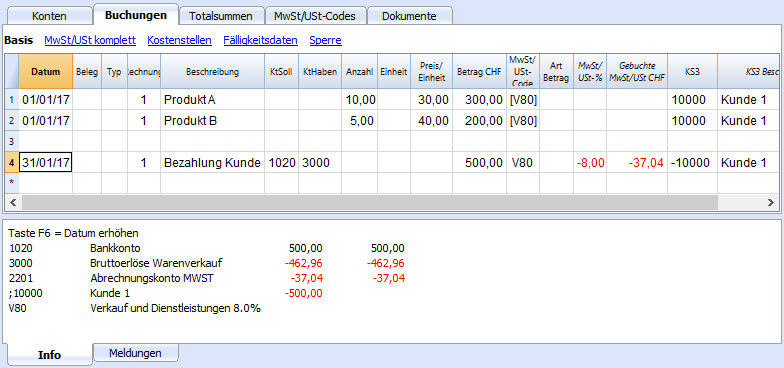 Konten Buchungen Totalsummen MwSt/USt-Codes Dokumente
Basis MwSt/USt komplett Kostenstellen Fälligkeitsdaten Sperre
Datum Beleg Typ echnung Beschreibung KtSoll KtHaben Anzahl Einheit Preis/ Einheit Betrag CHF MwSt/ USt- Code Art Betrag MwSt/ USt-% Gebuchte MwSt/USt CHF KS3 KS3 Besc
1 01/01/17 1 Produkt A 10,00 30,00 300,00 [V80] 10000 Kunde 1
2 01/01/17 1 Produkt B 5,00 40,00 200,00 [V80] 10000 Kunde 1
3
4 31/01/17 1 Bezahlung Kunde 1020 3000 500,00 V80 -8,00 -37,04 -10000 Kunde 1
*
Taste F6 = Datum erhöhen
1020 Bankkonto 500,00 500,00
3000 Bruttoerlöse Warenverkauf -462,96 -462,96
2201 Abrechnungskonto MWST -37,04 -37,04
;10000 Kunde 1 -500,00
V80 Verkauf und Dienstleistungen 8.0%
Info Meldungen